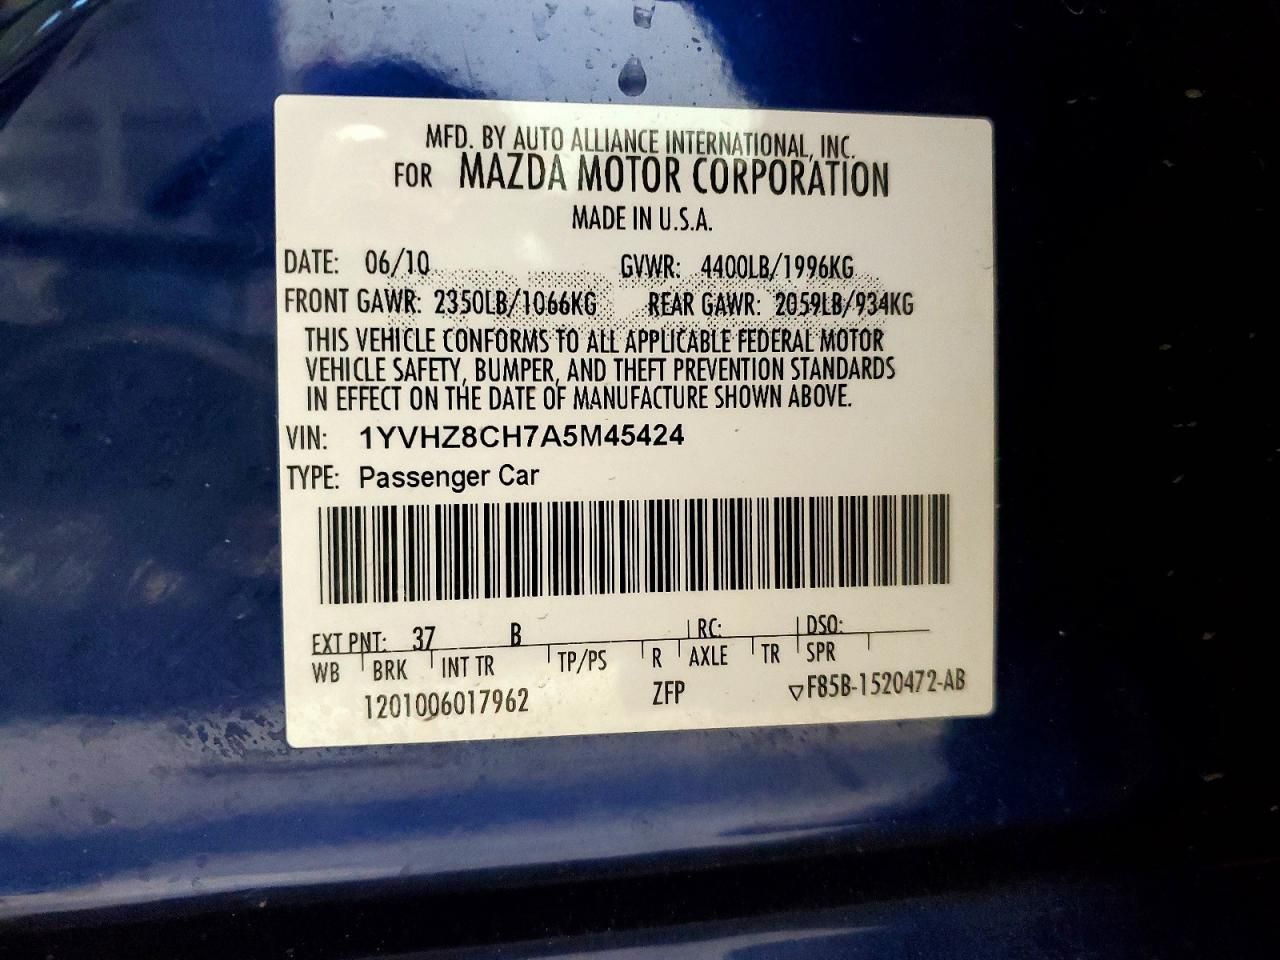 MFD. BY AUTO ALLIANCE INTERNATIONAL, INC.
FOR MAZDA MOTOR CORPORATION
MADE IN U.S.A.
DATE: 06/10 GVWR: 4400LB/1996KG
FRONT GAWR: 2350LB/1066KG REAR GAWR: 2059LB/934KG
THIS VEHICLE CONFORMS TO ALL APPLICABLE FEDERAL MOTOR
VEHICLE SAFETY, BUMPER, AND THEFT PREVENTION STANDARDS
IN EFFECT ON THE DATE OF MANUFACTURE SHOWN ABOVE.
VIN: 1YVHZ8CH7A5M45424
TYPE: Passenger Car
EXT PNT: 37 B RC: DSO:
WB BRK INT TR TP/PS R AXLE TR SPR
1201006017962 ZFP ▽F85B-1520472-AB